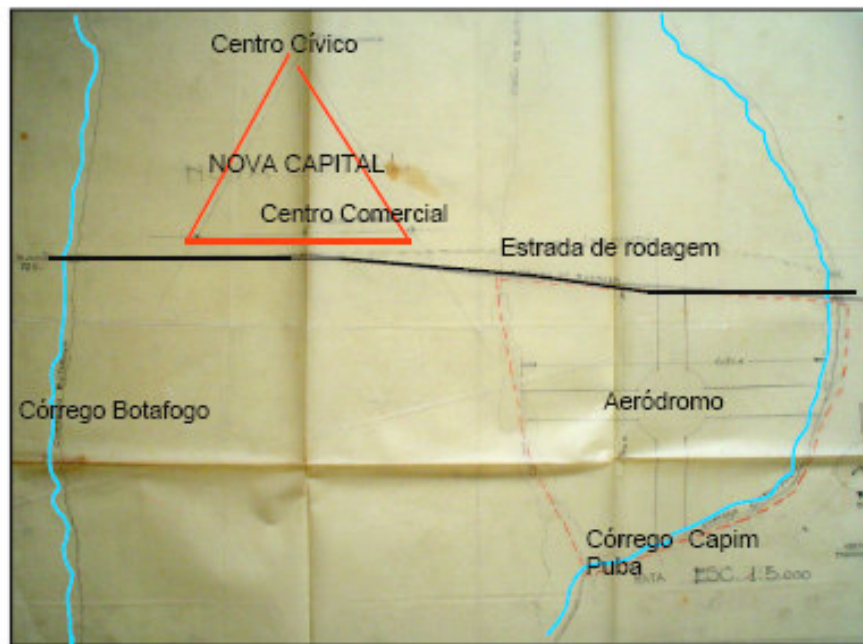 Centro Cívico
NOVA CAPITAL
Centro Comercial
Estrada de rodagem
Aeródromo
Córrego Botafogo
Córrego Capim
Puba
ESC. 1:5.000